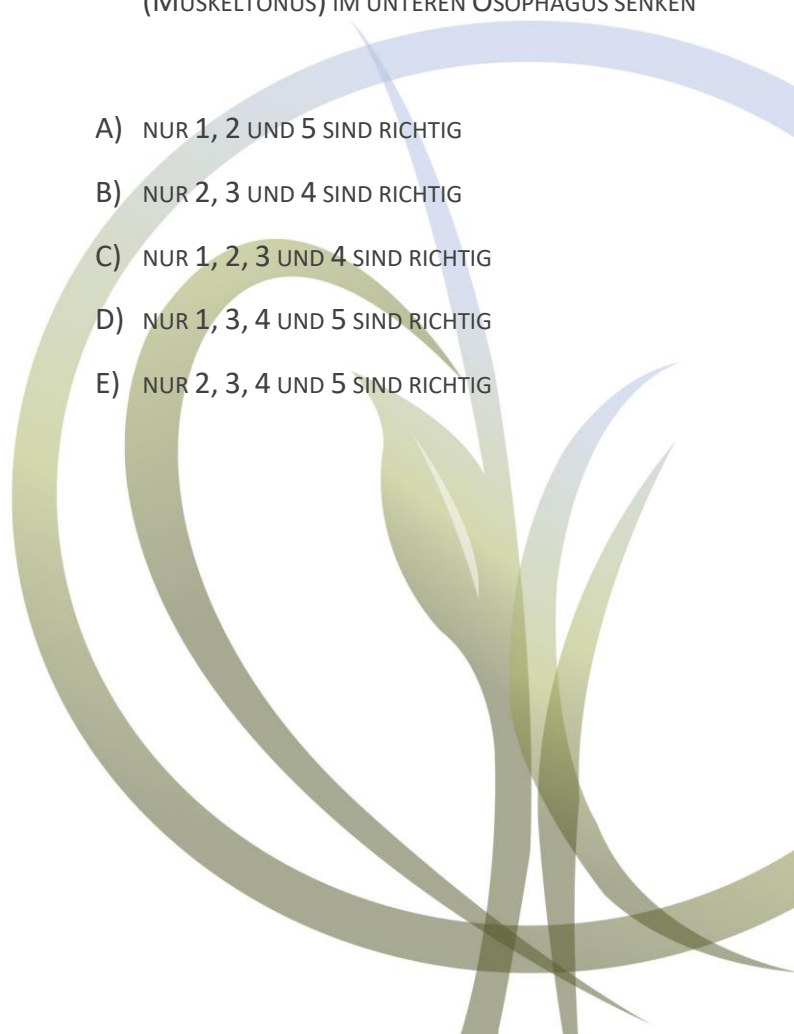 (MUSKELTONUS) IM UNTEREN ÖSOPHAGUS SENKEN
A) NUR 1, 2 UND 5 SIND RICHTIG
B) NUR 2, 3 UND 4 SIND RICHTIG
C) NUR 1, 2, 3 UND 4 SIND RICHTIG
D) NUR 1, 3, 4 UND 5 SIND RICHTIG
E) NUR 2, 3, 4 UND 5 SIND RICHTIG